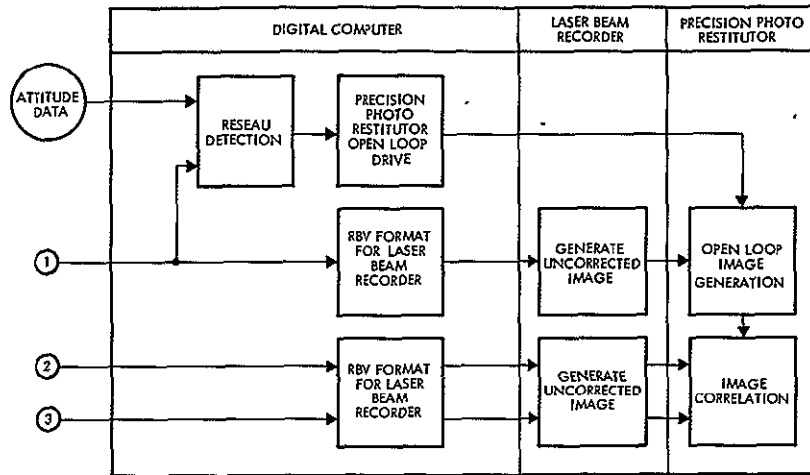 DIGITAL COMPUTER
LASER BEAM
RECORDER
PRECISION PHOTO
RESTITUTOR
ATTITUDE
DATA
RESEAU
DETECTION
PRECISION
PHOTO
RESTITUTOR
OPEN LOOP
DRIVE
1
RBV FORMAT
FOR LASER
BEAM
RECORDER
GENERATE
UNCORRECTED
IMAGE
OPEN LOOP
IMAGE
GENERATION
2
3
RBV FORMAT
FOR LASER
BEAM
RECORDER
GENERATE
UNCORRECTED
IMAGE
IMAGE
CORRELATION